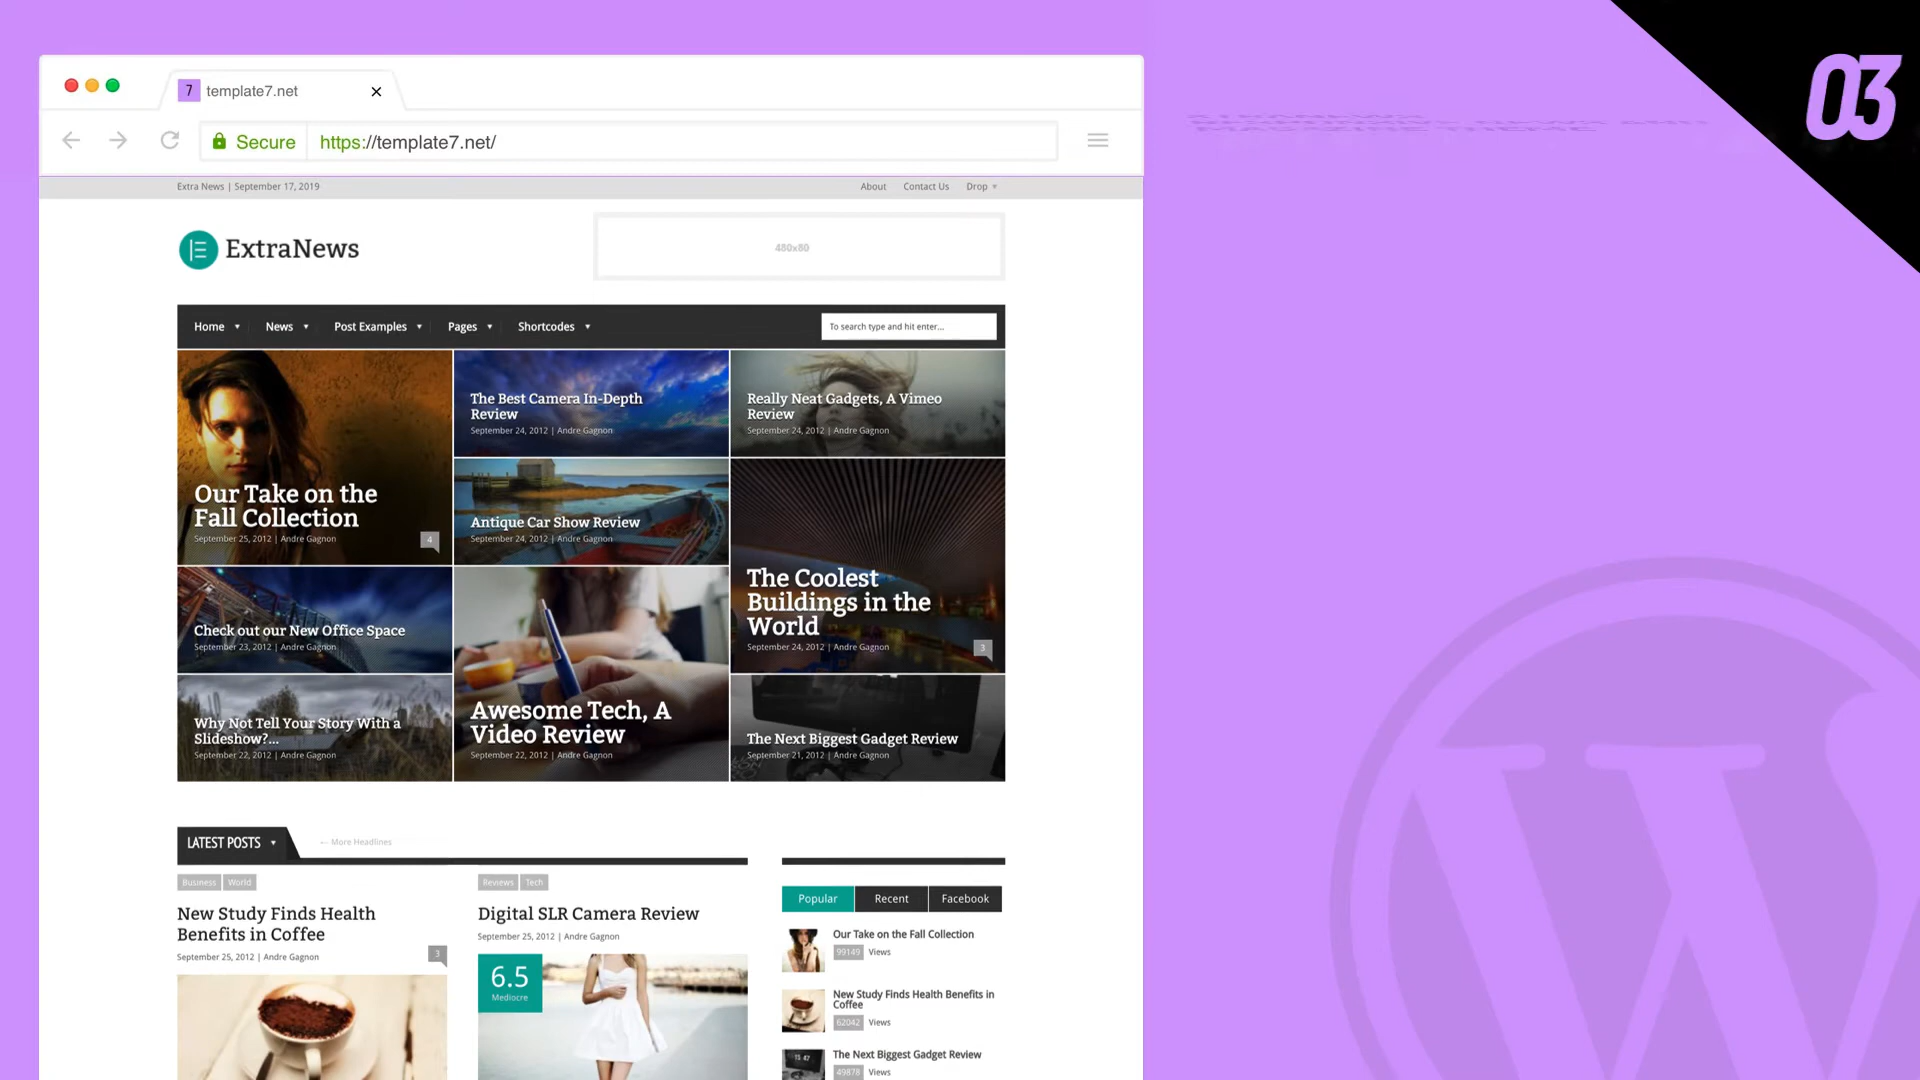 03
7 template7.net
Secure https://template7.net/
Extra News | September 17, 2019
About Contact Us Drop
ExtraNews
480x80
Home News Post Examples Pages Shortcodes
To search type and hit enter...
Our Take on the
Fall Collection
September 25, 2012 | Andre Gagnon
4
The Best Camera In-Depth
Review
September 24, 2012 | Andre Gagnon
Really Neat Gadgets, A Vimeo
Review
September 24, 2012 | Andre Gagnon
Antique Car Show Review
September 24, 2012 | Andre Gagnon
The Coolest
Buildings in the
World
September 24, 2012 | Andre Gagnon
3
Check out our New Office Space
September 23, 2012 | Andre Gagnon
Why Not Tell Your Story With a
Slideshow?...
September 22, 2012 | Andre Gagnon
Awesome Tech, A
Video Review
September 22, 2012 | Andre Gagnon
The Next Biggest Gadget Review
September 21, 2012 | Andre Gagnon
LATEST POSTS
← More Headlines
Business World
New Study Finds Health
Benefits in Coffee
September 25, 2012 | Andre Gagnon
3
Reviews Tech
Digital SLR Camera Review
September 25, 2012 | Andre Gagnon
6.5
Mediocre
Popular Recent Facebook
Our Take on the Fall Collection
99149 Views
New Study Finds Health Benefits in
Coffee
62042 Views
The Next Biggest Gadget Review
49878 Views